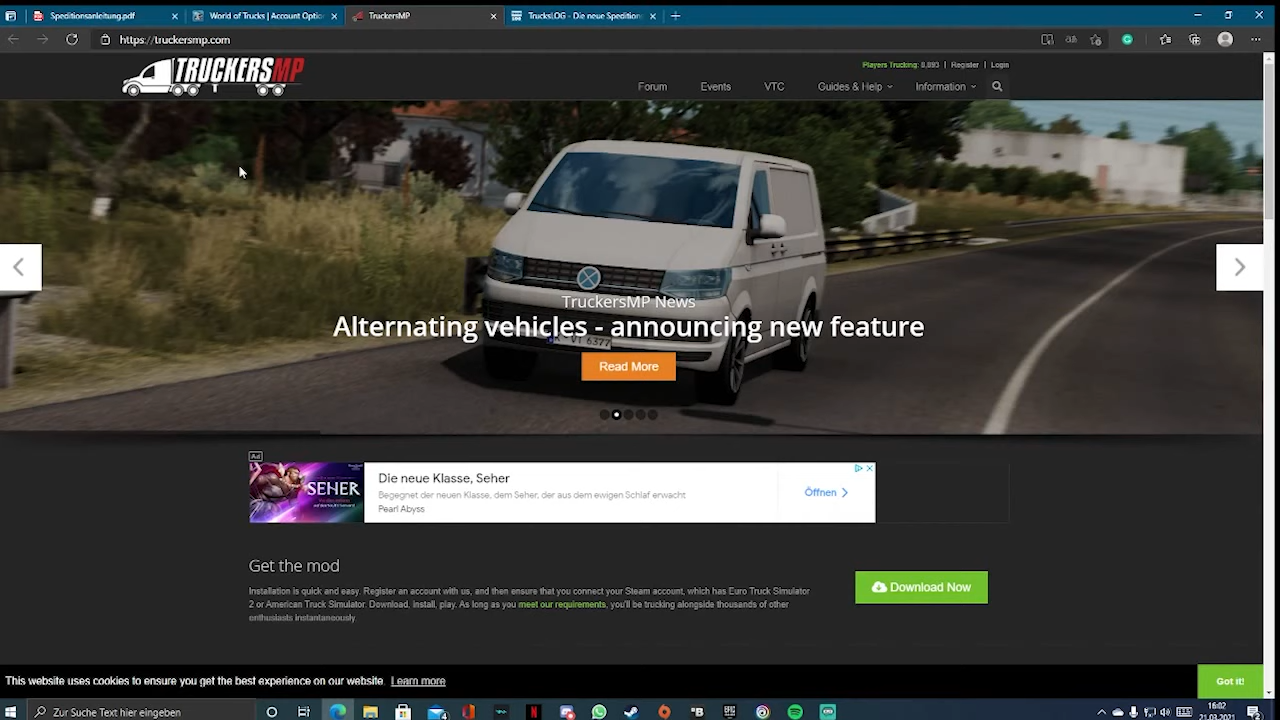 Speditionsanleitung.pdf
World of Trucks | Account Optio
TruckersMP
TrucksLOG - Die neue Spedition
https://truckersmp.com
TRUCKERSMP
Players Trucking: 8,893 | Register | Login
Forum Events VTC Guides & Help Information
TruckersMP News
Alternating vehicles - announcing new feature
Read More
Ad
SEHER
Die neue Klasse, Seher
Begegnet der neuen Klasse, dem Seher, der aus dem ewigen Schlaf erwacht
Pearl Abyss
Öffnen
Get the mod
Installation is quick and easy. Register an account with us, and then ensure that you connect your Steam account, which has Euro Truck Simulator
2 or American Truck Simulator. Download, install, play. As long as you meet our requirements, you'll be trucking alongside thousands of other
enthusiasts instantaneously.
Download Now
This website uses cookies to ensure you get the best experience on our website. Learn more
Got it!
Zur Suche Text hier eingeben
16:02
21.03.2021